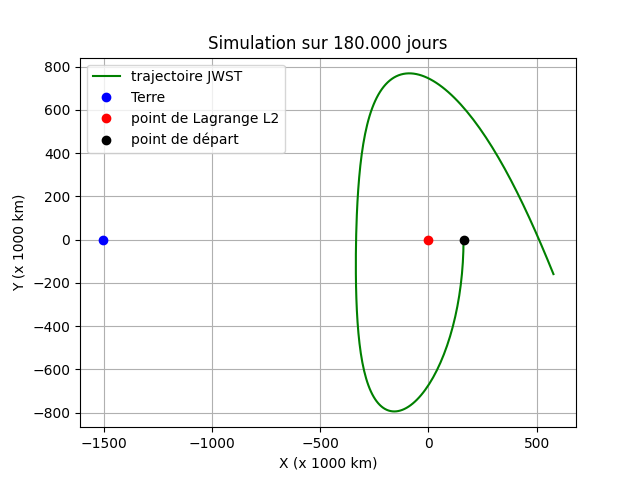 Simulation sur 180.000 jours
trajectoire JWST
Terre
point de Lagrange L2
point de départ
Y (x 1000 km)
800
600
400
200
0
−200
−400
−600
−800
−1500
−1000
−500
0
500
X (x 1000 km)